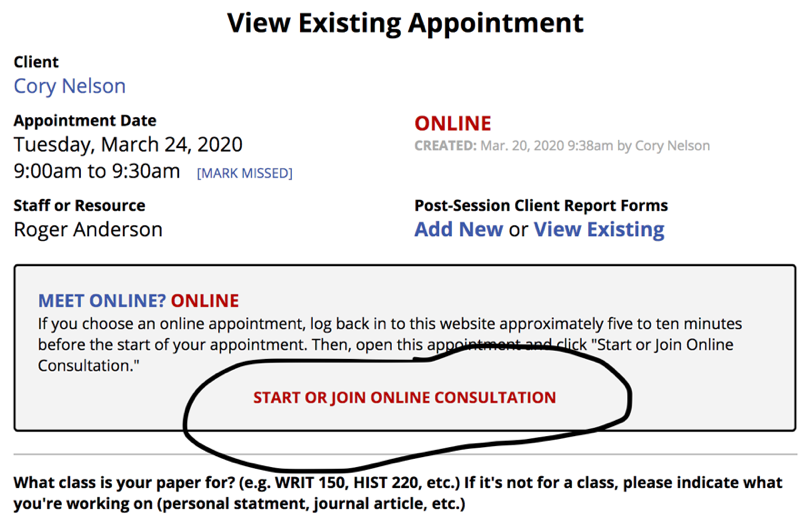 View Existing Appointment
Client
Cory Nelson
Appointment Date
Tuesday, March 24, 2020
9:00am to 9:30am [MARK MISSED]
ONLINE
CREATED: Mar. 20, 2020 9:38am by Cory Nelson
Staff or Resource
Roger Anderson
Post-Session Client Report Forms
Add New or View Existing
MEET ONLINE? ONLINE
If you choose an online appointment, log back in to this website approximately five to ten minutes
before the start of your appointment. Then, open this appointment and click "Start or Join Online
Consultation."
START OR JOIN ONLINE CONSULTATION
What class is your paper for? (e.g. WRIT 150, HIST 220, etc.) If it's not for a class, please indicate what
you're working on (personal statment, journal article, etc.)